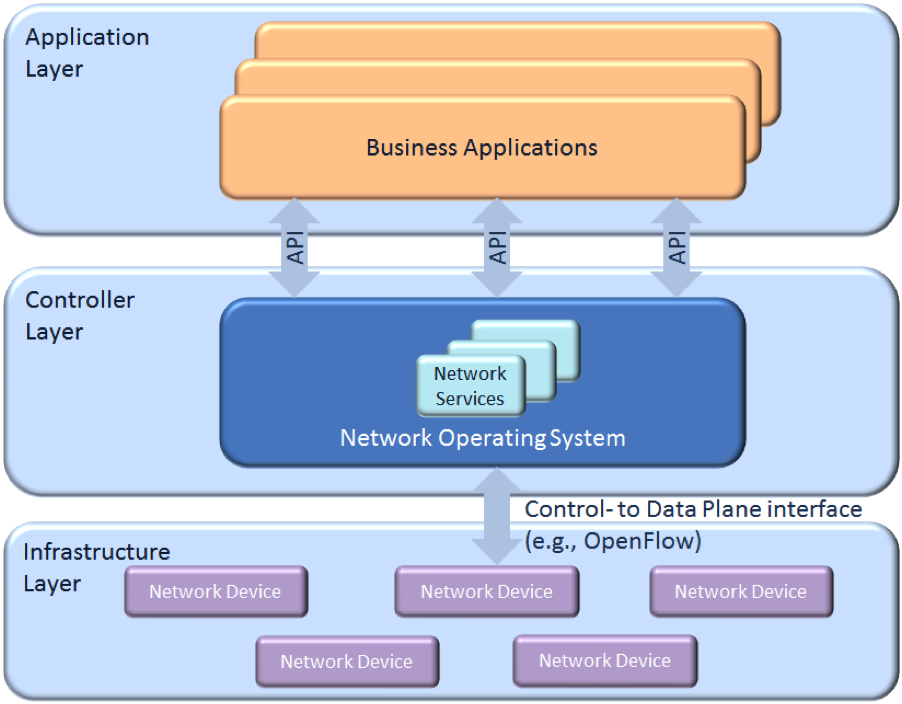 Application
Layer
Business Applications
API
API
API
Controller
Layer
Network
Services
Network Operating System
Control- to Data Plane interface
(e.g., OpenFlow)
Infrastructure
Layer
Network Device
Network Device
Network Device
Network Device
Network Device